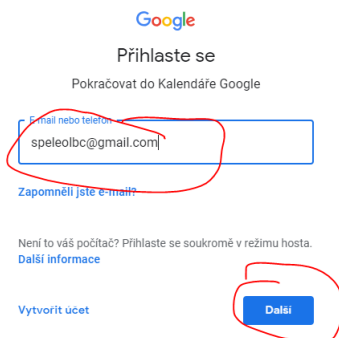 Google
Přihlaste se
Pokračovat do Kalendáře Google
E-mail nebo telefon
speleolbc@gmail.com
Zapomněli jste e-mail?
Není to váš počítač? Přihlaste se soukromě v režimu hosta.
Další informace
Vytvořit účet
Další